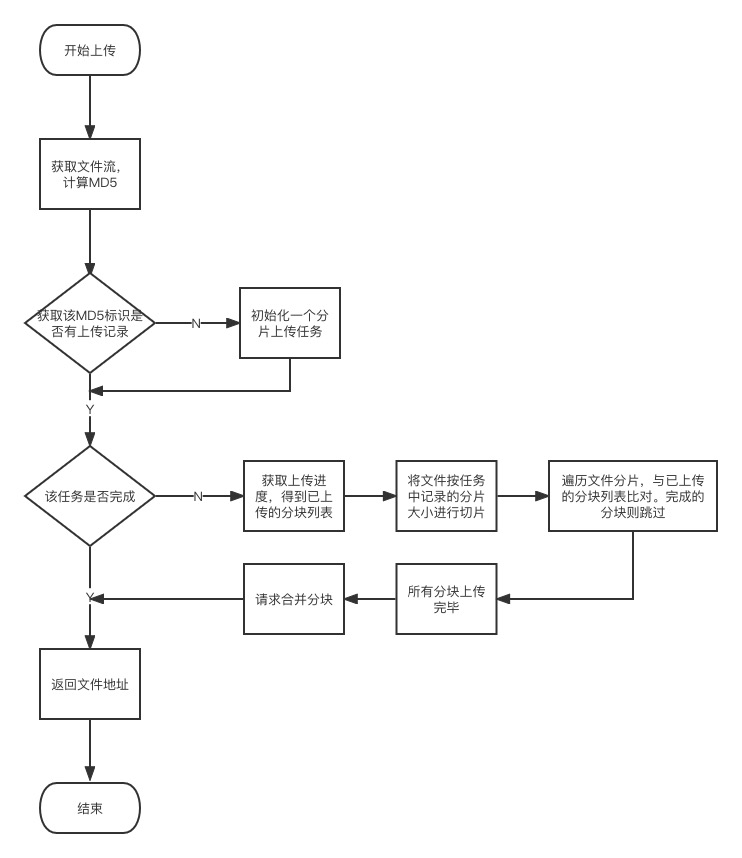 开始上传
获取文件流，
计算MD5
获取该MD5标识是
否有上传记录
N
初始化一个分
片上传任务
Y
该任务是否完成
N
获取上传进
度，得到已上
传的分块列表
将文件按任务
中记录的分片
大小进行切片
遍历文件分片，与已上传
的分块列表比对。完成的
分块则跳过
所有分块上传
完毕
请求合并分块
Y
返回文件地址
结束